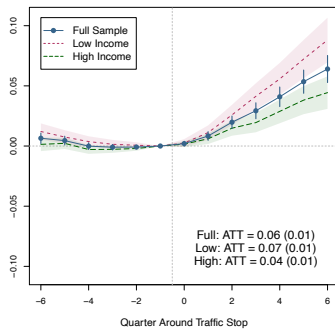 0.10
0.05
0.00
−0.05
−0.10
Full Sample
Low Income
High Income
Full: ATT = 0.06 (0.01)
Low: ATT = 0.07 (0.01)
High: ATT = 0.04 (0.01)
−6 −4 −2 0 2 4 6
Quarter Around Traffic Stop